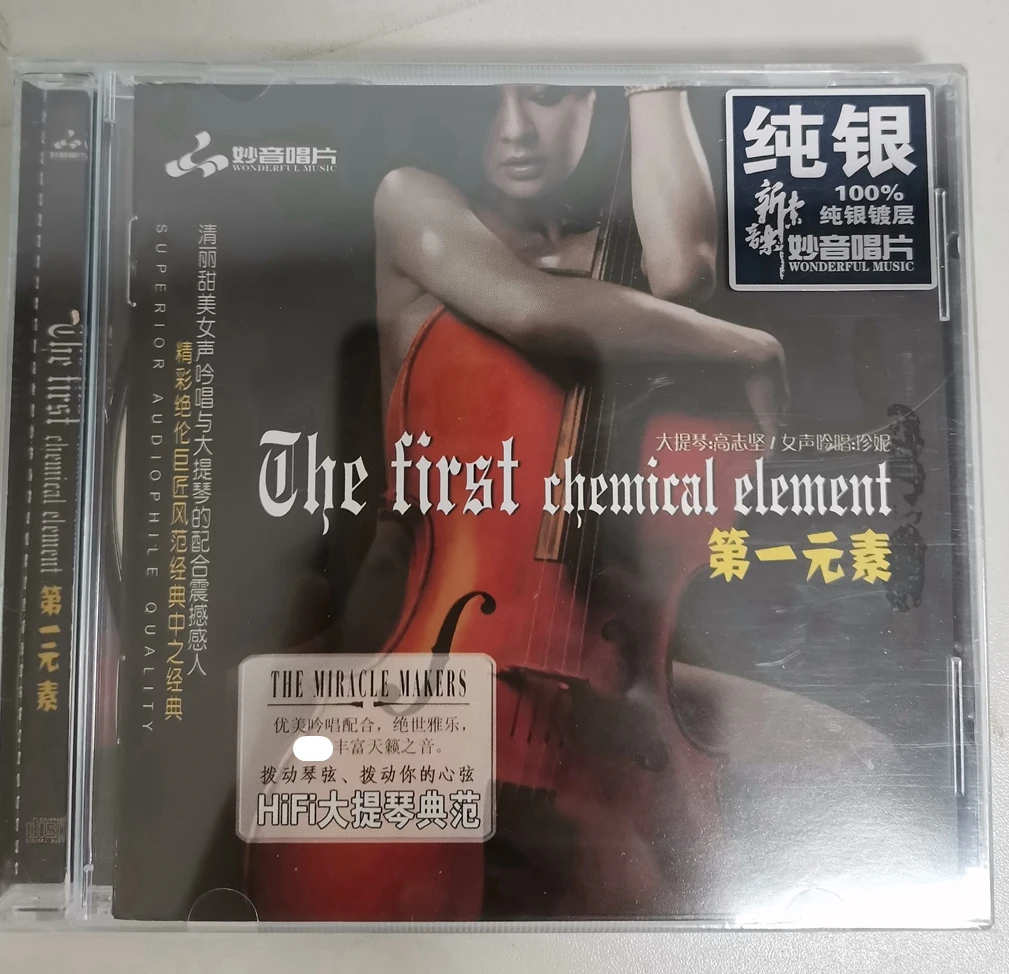 妙音唱片
WONDERFUL MUSIC
纯银
100%
纯银镀层
新索音乐
妙音唱片
WONDERFUL MUSIC
清丽甜美女声吟唱与大提琴的配合震撼感人
精彩绝伦巨匠风范经典中之经典
SUPERIOR AUDIOPHILE QUALITY
大提琴:高志坚 / 女声吟唱:珍妮
The first chemical element
第一元素
THE MIRACLE MAKERS
优美吟唱配合，绝世雅乐，
丰富天籁之音。
拨动琴弦、拨动你的心弦
HiFi大提琴典范
The first chemical element 第一元素